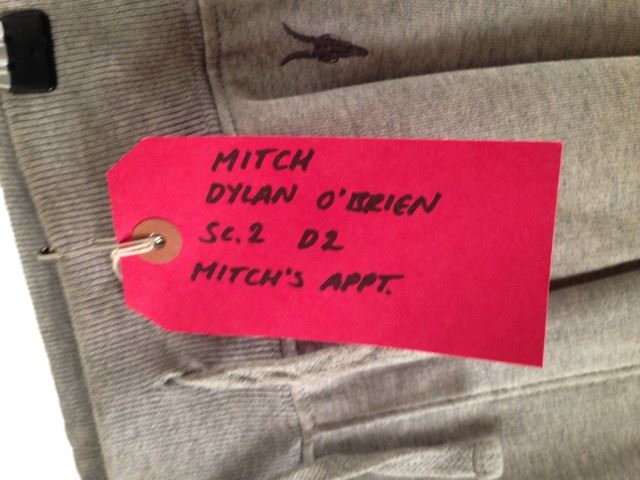 MITCH
DYLAN O'BRIEN
Sc.2 D2
MITCH'S APPT.